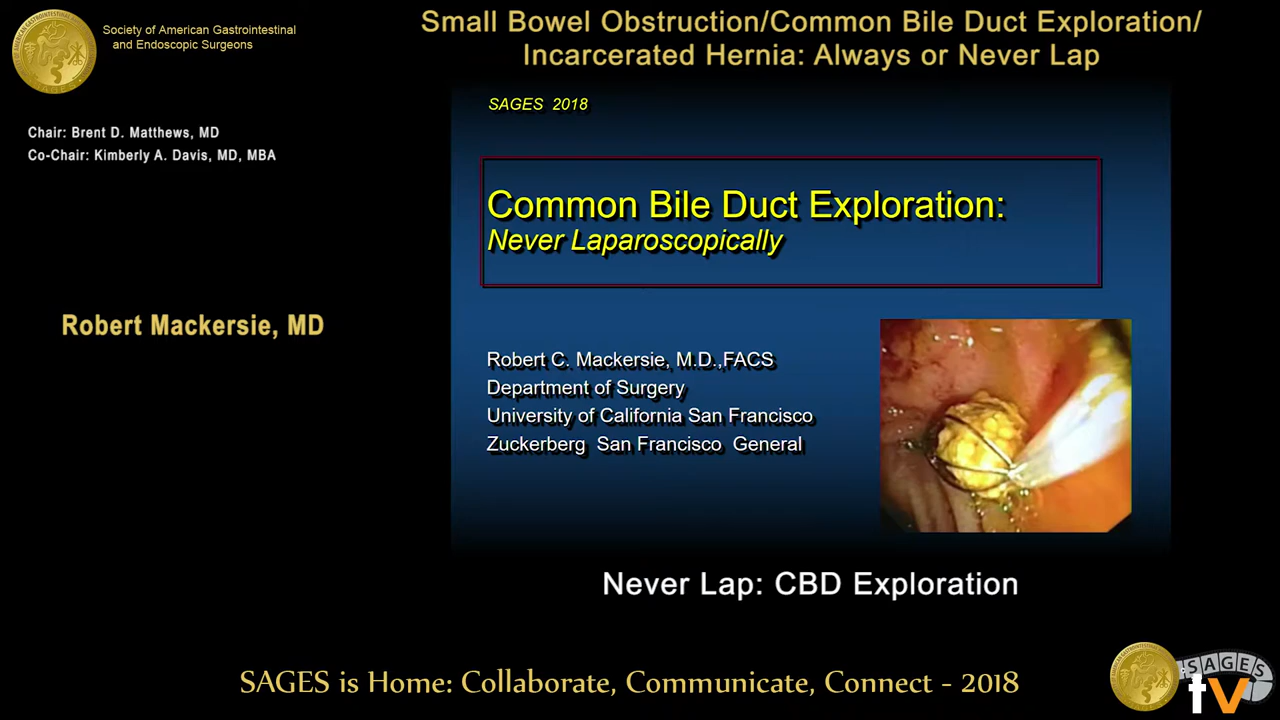 Society of American Gastrointestinal
and Endoscopic Surgeons
Small Bowel Obstruction/Common Bile Duct Exploration/
Incarcerated Hernia: Always or Never Lap
Chair: Brent D. Matthews, MD
Co-Chair: Kimberly A. Davis, MD, MBA
Robert Mackersie, MD
SAGES 2018
Common Bile Duct Exploration:
Never Laparoscopically
Robert C. Mackersie, M.D.,FACS
Department of Surgery
University of California San Francisco
Zuckerberg San Francisco General
Never Lap: CBD Exploration
SAGES is Home: Collaborate, Communicate, Connect - 2018
SAGES
tv